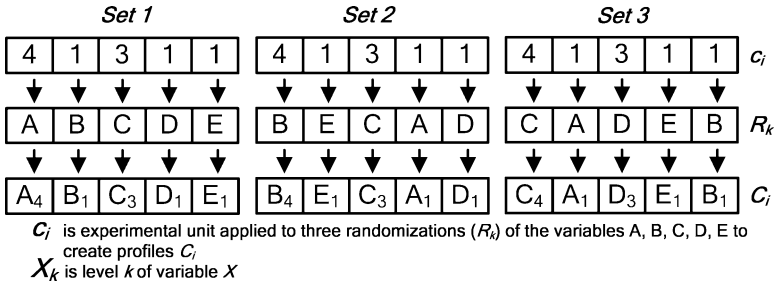 Set 1 Set 2 Set 3
4 1 3 1 1 4 1 3 1 1 4 1 3 1 1 cᵢ
A B C D E B E C A D C A D E B Rₖ
A₄ B₁ C₃ D₁ E₁ B₄ E₁ C₃ A₁ D₁ C₄ A₁ D₃ E₁ B₁ Cᵢ
cᵢ is experimental unit applied to three randomizations (Rₖ) of the variables A, B, C, D, E to
create profiles Cᵢ
Xₖ is level k of variable X